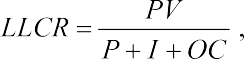 LLCR = PV / (P + I + OC) ,